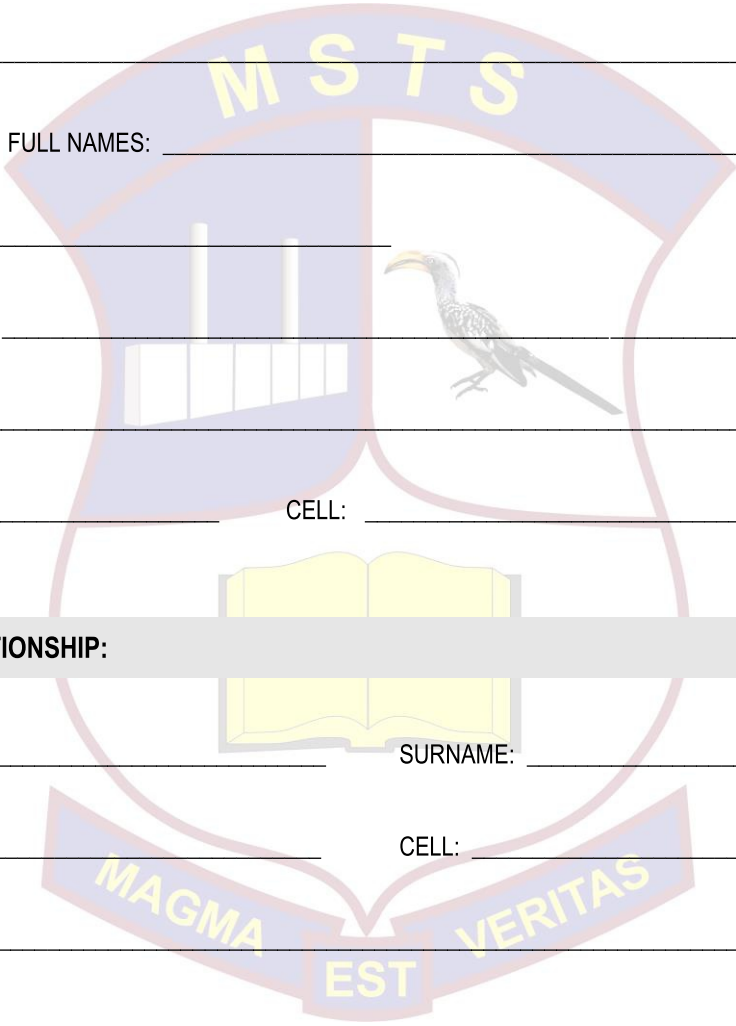 MSTS
FULL NAMES:
CELL:
TIONSHIP:
SURNAME:
CELL:
MAGMA EST VERITAS